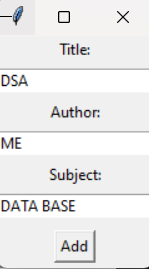 Title:
DSA
Author:
ME
Subject:
DATA BASE
Add